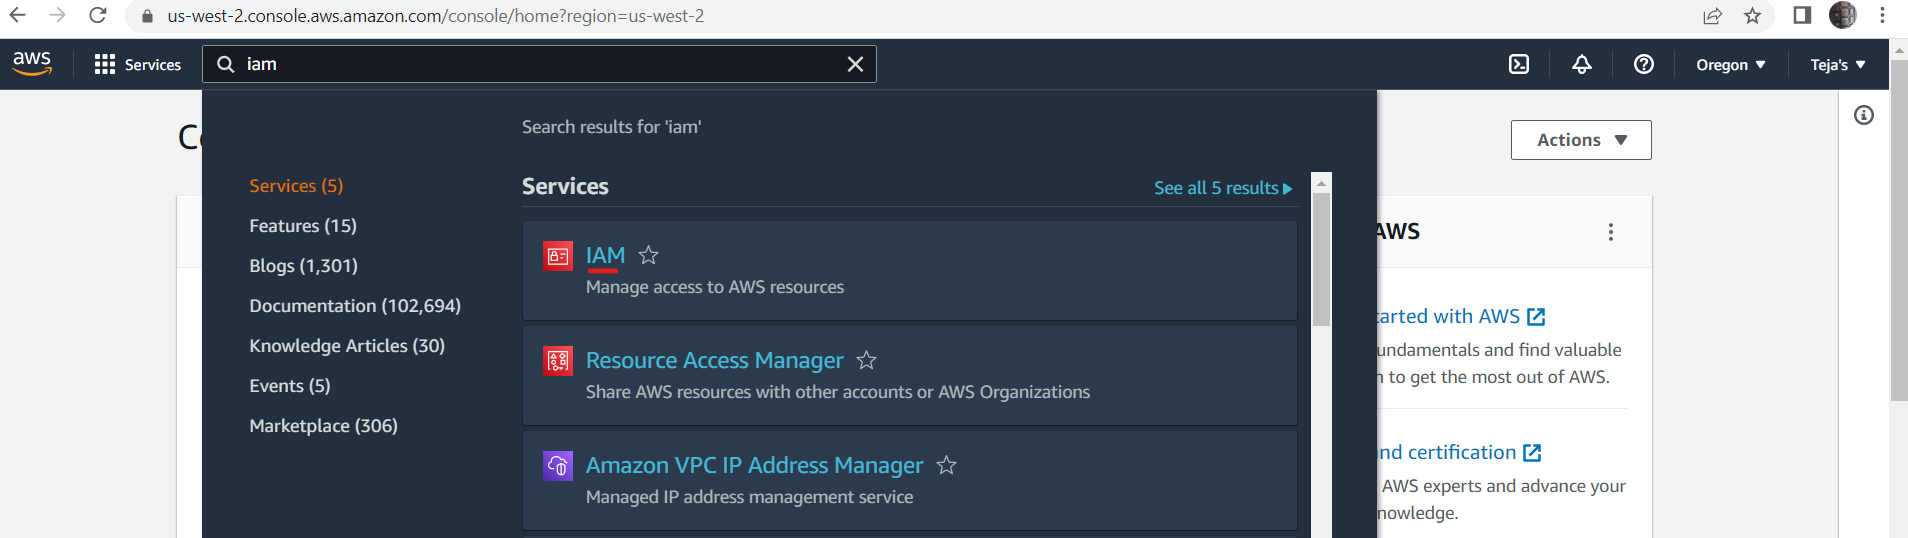 us-west-2.console.aws.amazon.com/console/home?region=us-west-2
aws
Services
iam
Oregon
Teja's
Search results for 'iam'
Actions
Services (5)
Features (15)
Blogs (1,301)
Documentation (102,694)
Knowledge Articles (30)
Events (5)
Marketplace (306)
Services
See all 5 results
IAM
Manage access to AWS resources
Resource Access Manager
Share AWS resources with other accounts or AWS Organizations
Amazon VPC IP Address Manager
Managed IP address management service
AWS
tarted with AWS
undamentals and find valuable
to get the most out of AWS.
nd certification
AWS experts and advance your
nowledge.